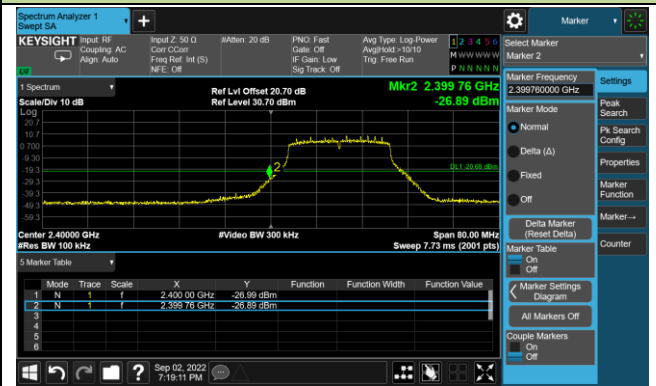 Spectrum Analyzer 1
Swept SA
Marker
KEYSIGHT
Input: RF
Coupling: AC
Align: Auto
Input Z: 50 Ω
Corr CCorr
Freq Ref: Int (S)
NFE: Off
#Atten: 20 dB
PNO: Fast
Gate: Off
IF Gain: Low
Sig Track: Off
Avg Type: Log-Power
Avg|Hold:>10/10
Trig: Free Run
1 2 3 4 5 6
M W W W W W
P N N N N N
Select Marker
Marker 2
1 Spectrum
Scale/Div 10 dB
Log
Ref Lvl Offset 20.70 dB
Ref Level 30.70 dBm
Mkr2 2.399 76 GHz
-26.89 dBm
20.7
10.7
0.700
-9.30
-19.3
-29.3
-39.3
-49.3
-59.3
2
DL1 -20.68 dBm
Center 2.40000 GHz
#Res BW 100 kHz
#Video BW 300 kHz
Span 80.00 MHz
Sweep 7.73 ms (2001 pts)
5 Marker Table
Mode Trace Scale X Y Function Function Width Function Value
1 N 1 f 2.400 00 GHz -26.99 dBm
2 N 1 f 2.399 76 GHz -26.89 dBm
3
4
5
6
Sep 02, 2022
7:19:11 PM
Marker Frequency
2.399760000 GHz
Marker Mode
Normal
Delta (Δ)
Fixed
Off
Delta Marker
(Reset Delta)
Marker Table
On
Off
Marker Settings
Diagram
All Markers Off
Couple Markers
On
Off
Settings
Peak
Search
Pk Search
Config
Properties
Marker
Function
Marker→
Counter